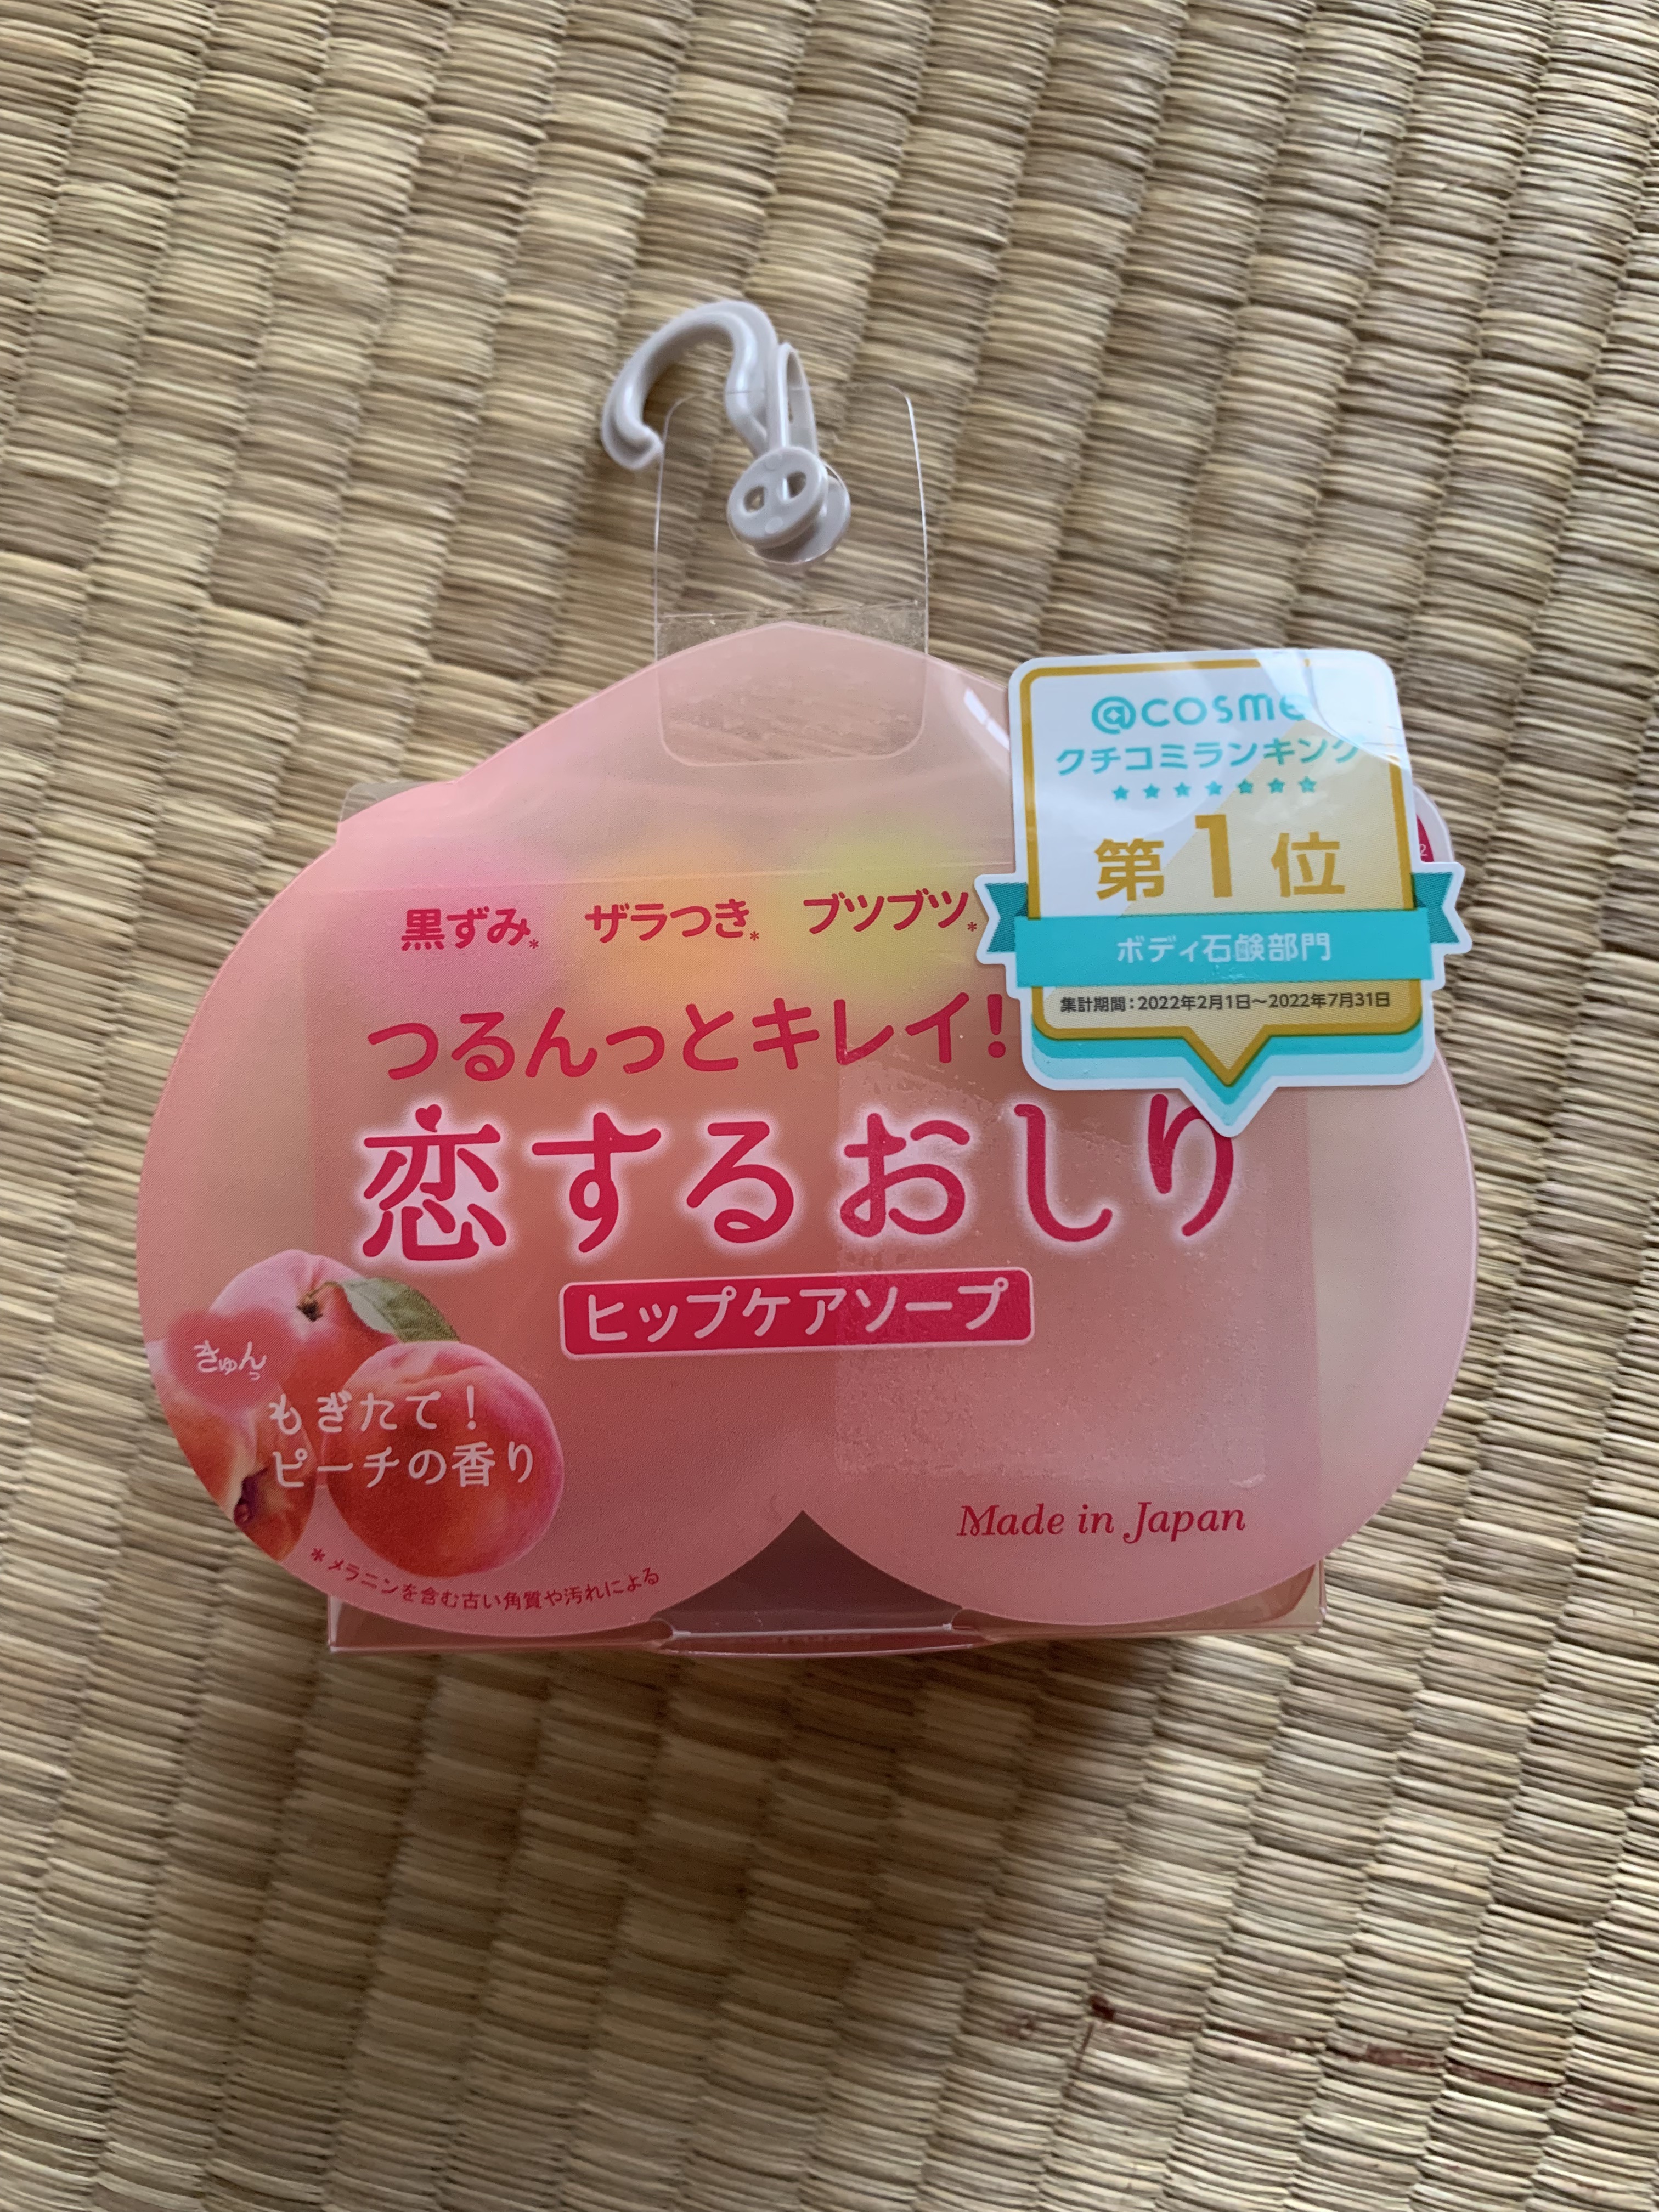 @cosme
クチコミランキング
第1位
ボディ石鹸部門
集計期間：2022年2月1日～2022年7月31日
黒ずみ* ザラつき* ブツブツ*
つるんっとキレイ！
恋するおしり
ヒップケアソープ
きゅんっ
もぎたて！
ピーチの香り
Made in Japan
*メラニンを含む古い角質や汚れによる